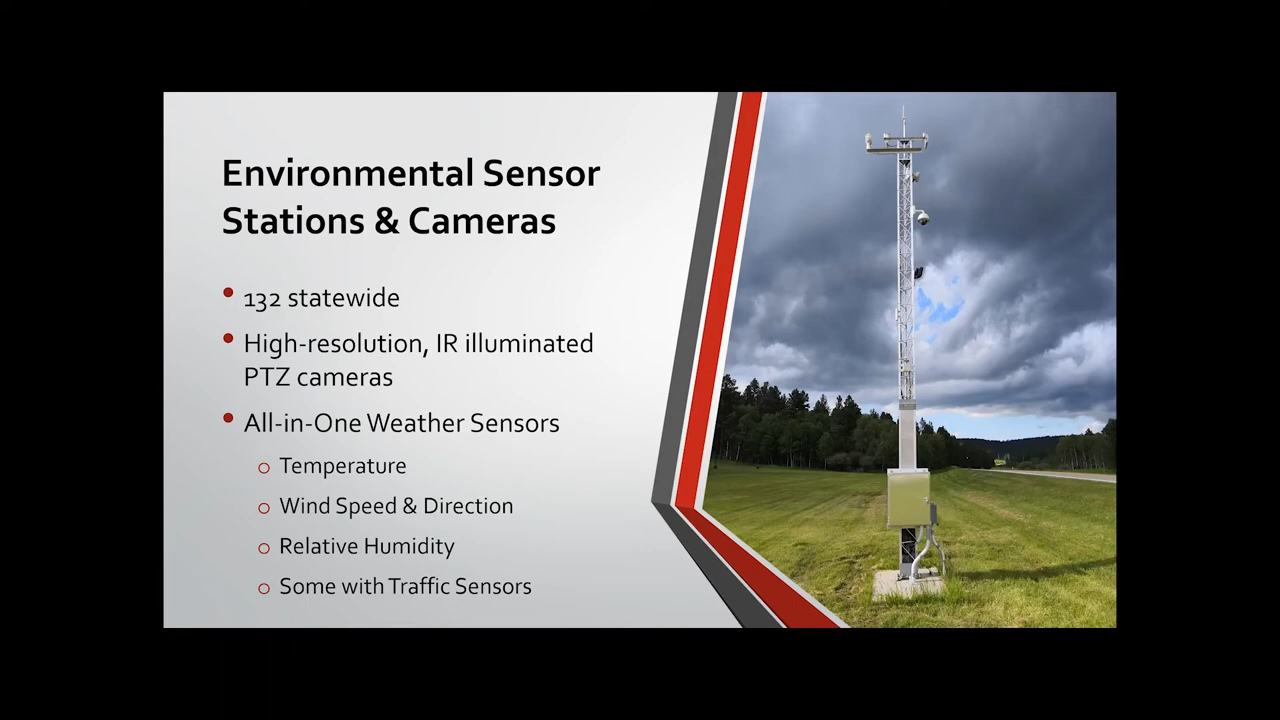 Environmental Sensor
Stations & Cameras
• 132 statewide
• High-resolution, IR illuminated
PTZ cameras
• All-in-One Weather Sensors
o Temperature
o Wind Speed & Direction
o Relative Humidity
o Some with Traffic Sensors